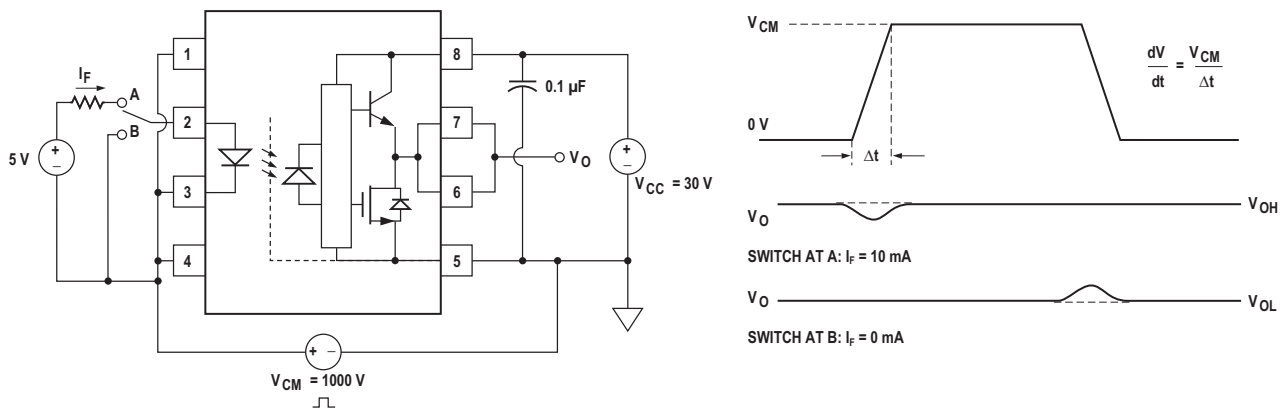 I_F
A
B
5 V
+
–
1
2
3
4
8
7
6
5
0.1 µF
V_O
+
–
V_CC = 30 V
+ –
V_CM = 1000 V
V_CM
0 V
Δt
dV/dt = V_CM/Δt
V_O
V_OH
SWITCH AT A: I_F = 10 mA
V_O
V_OL
SWITCH AT B: I_F = 0 mA